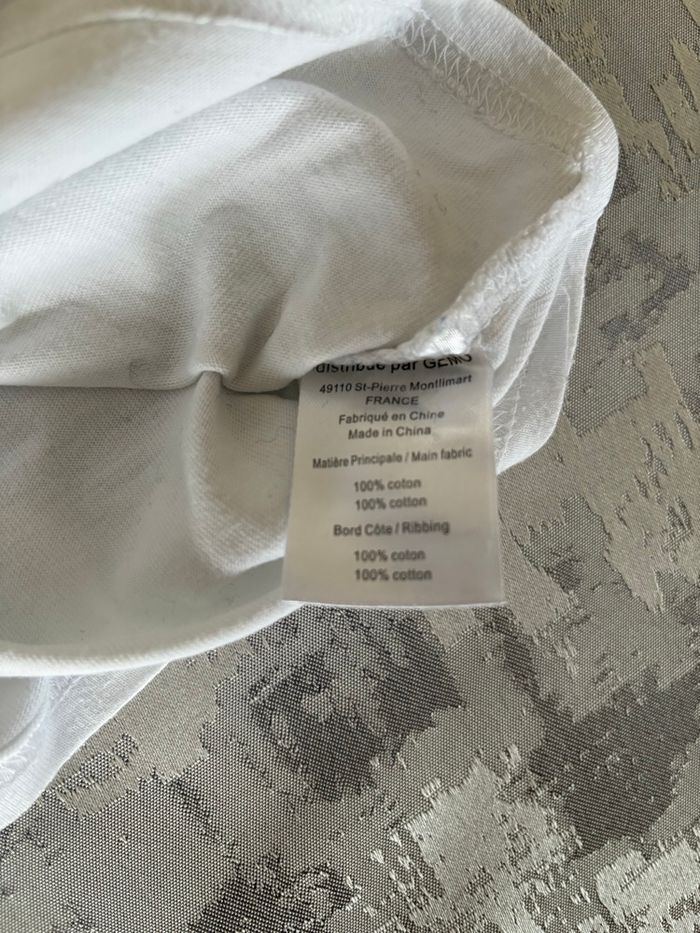 distribué par GEMO
49110 St-Pierre Montlimart
FRANCE
Fabriqué en Chine
Made in China
Matière Principale / Main fabric
100% coton
100% cotton
Bord Côte / Ribbing
100% coton
100% cotton